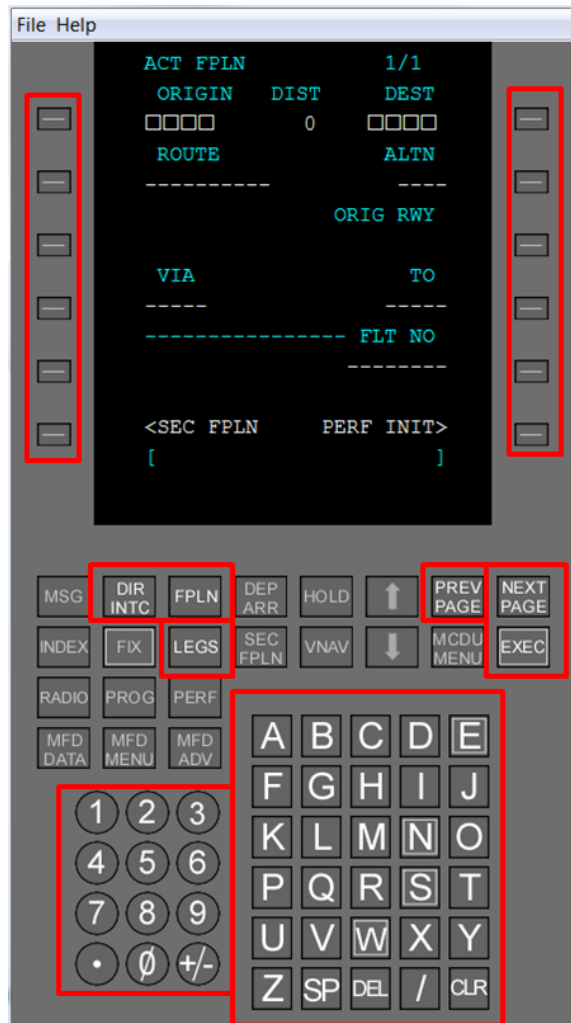 File Help
ACT FPLN 1/1
ORIGIN DIST DEST
□□□□ 0 □□□□
ROUTE ALTN
---------- ----
ORIG RWY
VIA TO
----- -----
---------------- FLT NO
--------
<SEC FPLN PERF INIT>
[ ]
MSG DIR INTC FPLN DEP ARR HOLD ↑ PREV PAGE NEXT PAGE
INDEX FIX LEGS SEC FPLN VNAV ↓ MCDU MENU EXEC
RADIO PROG PERF
MFD DATA MFD MENU MFD ADV
A B C D E
F G H I J
1 2 3
K L M N O
4 5 6
P Q R S T
7 8 9
U V W X Y
. Ø +/-
Z SP DEL / CLR